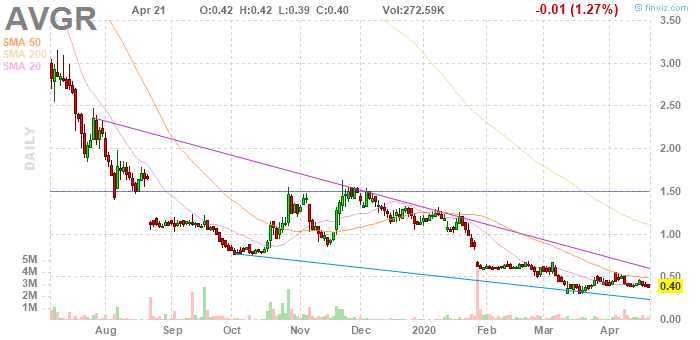 AVGR
Apr 21 O:0.42 H:0.42 L:0.39 C:0.40 Vol:272.59K -0.01 (1.27%)
© finviz.com
SMA 50
SMA 200
SMA 20
DAILY
3.50
3.00
2.50
2.00
1.50
1.00
0.50
0.40
0.00
5M
4M
3M
2M
1M
Aug Sep Oct Nov Dec 2020 Feb Mar Apr